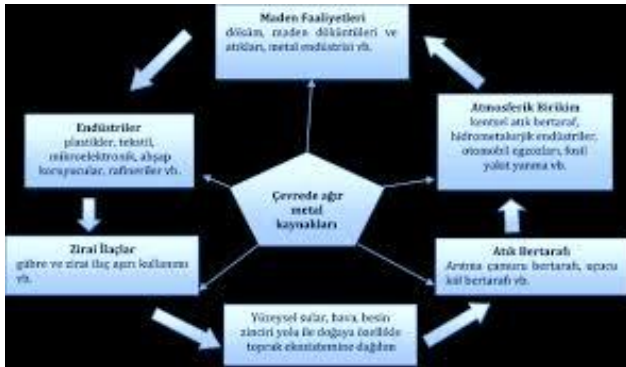 Maden Faaliyetleri
döküm, maden döküntüleri ve
atıkları, metal endüstrisi vb.
Endüstriler
plastikler, tekstil,
mikroelektronik, ahşap
koruyucular, rafineriler vb.
Atmosferik Birikim
kentsel atık bertaraf,
hidrometalurjik endüstriler,
otomobil egzozları, fosil
yakıt yanma vb.
Çevrede ağır
metal
kaynakları
Zirai İlaçlar
gübre ve zirai ilaç aşırı kullanımı
vb.
Atık Bertarafı
Arıtma çamuru bertarafı, uçucu
kül bertarafı vb.
Yüzeysel sular, hava, besin
zinciri yolu ile doğaya özellikle
toprak ekosistemine dağılım